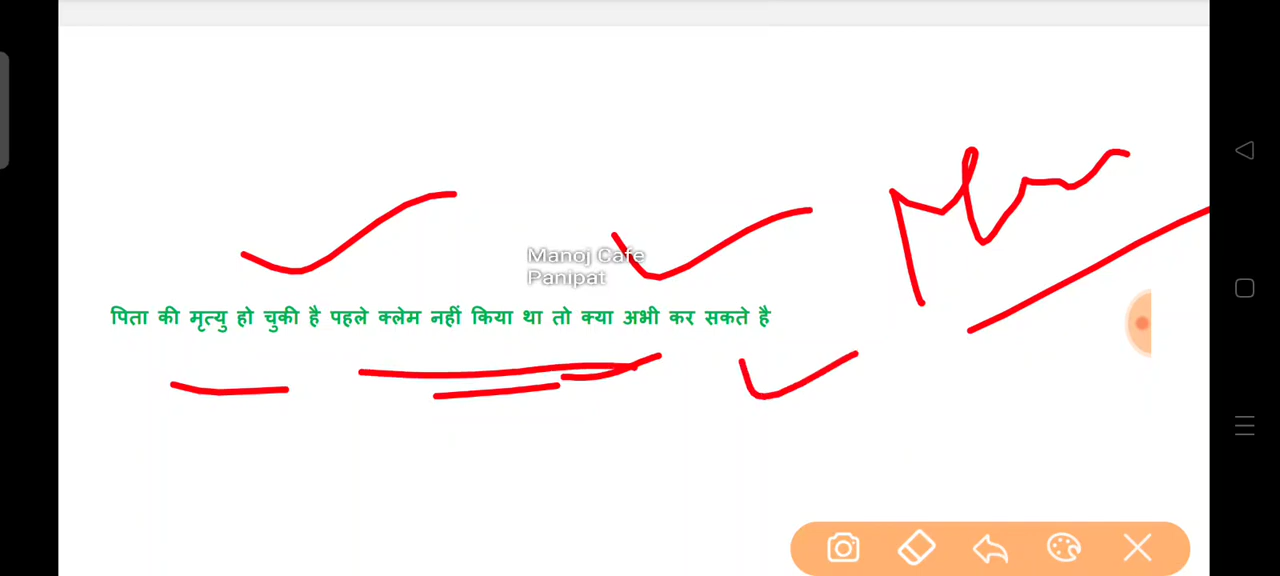 Manoj Cafe
Panipat
पिता की मृत्यु हो चुकी है पहले क्लेम नहीं किया था तो क्या अभी कर सकते है